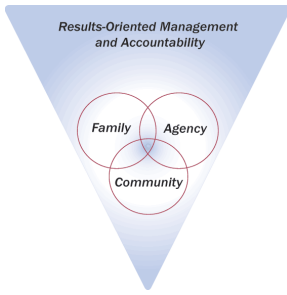 Results-Oriented Management
and Accountability
Family
Agency
Community